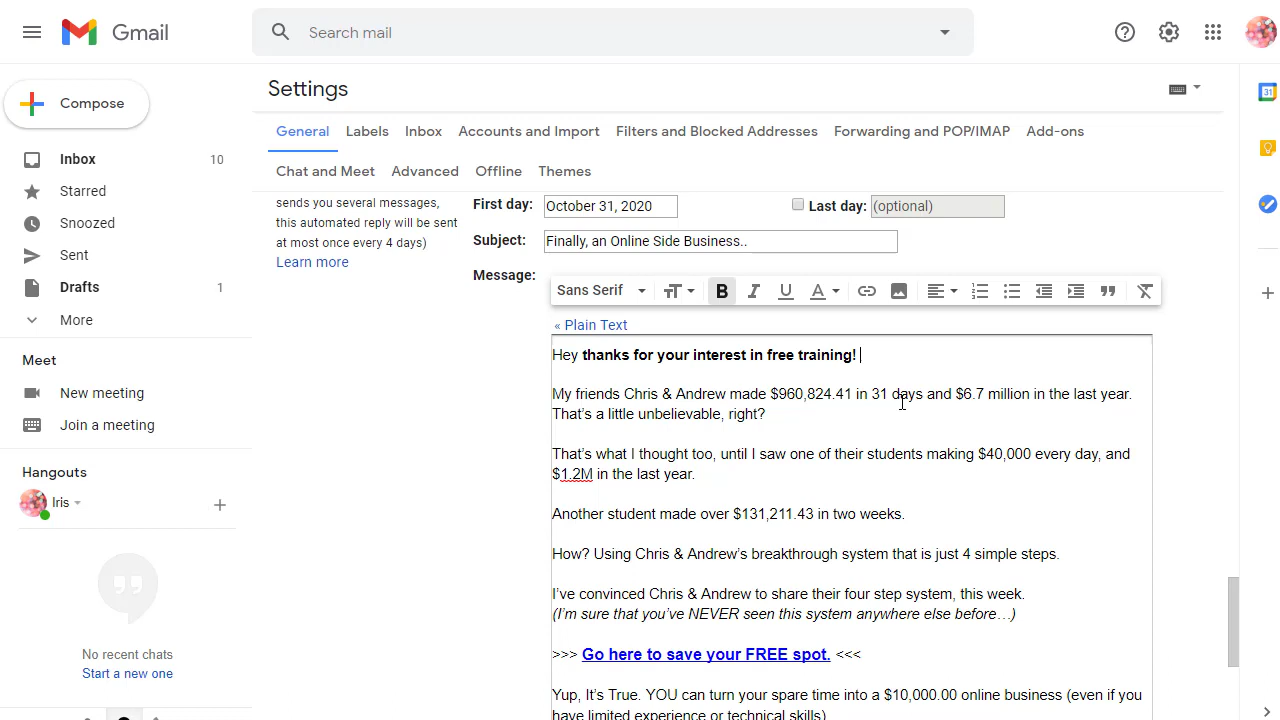 Gmail
Search mail
Compose
Settings
General Labels Inbox Accounts and Import Filters and Blocked Addresses Forwarding and POP/IMAP Add-ons
Chat and Meet Advanced Offline Themes
Inbox 10
Starred
Snoozed
Sent
Drafts 1
More
Meet
New meeting
Join a meeting
Hangouts
Iris
No recent chats
Start a new one
sends you several messages,
this automated reply will be sent
at most once every 4 days)
Learn more
First day: October 31, 2020 Last day: (optional)
Subject: Finally, an Online Side Business..
Message:
Sans Serif
« Plain Text
Hey thanks for your interest in free training!
My friends Chris & Andrew made $960,824.41 in 31 days and $6.7 million in the last year.
That's a little unbelievable, right?
That's what I thought too, until I saw one of their students making $40,000 every day, and
$1.2M in the last year.
Another student made over $131,211.43 in two weeks.
How? Using Chris & Andrew's breakthrough system that is just 4 simple steps.
I've convinced Chris & Andrew to share their four step system, this week.
(I'm sure that you've NEVER seen this system anywhere else before…)
>>> Go here to save your FREE spot. <<<
Yup, It's True. YOU can turn your spare time into a $10,000.00 online business (even if you
have limited experience or technical skills)
31